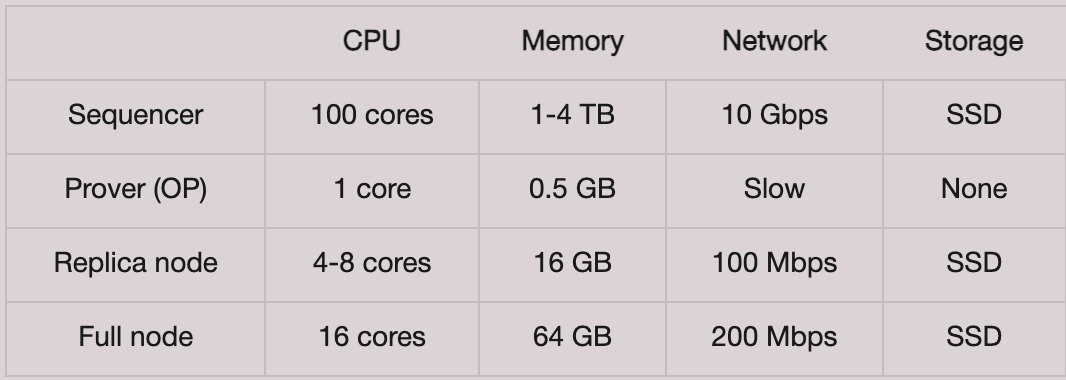 CPU Memory Network Storage
Sequencer 100 cores 1-4 TB 10 Gbps SSD
Prover (OP) 1 core 0.5 GB Slow None
Replica node 4-8 cores 16 GB 100 Mbps SSD
Full node 16 cores 64 GB 200 Mbps SSD